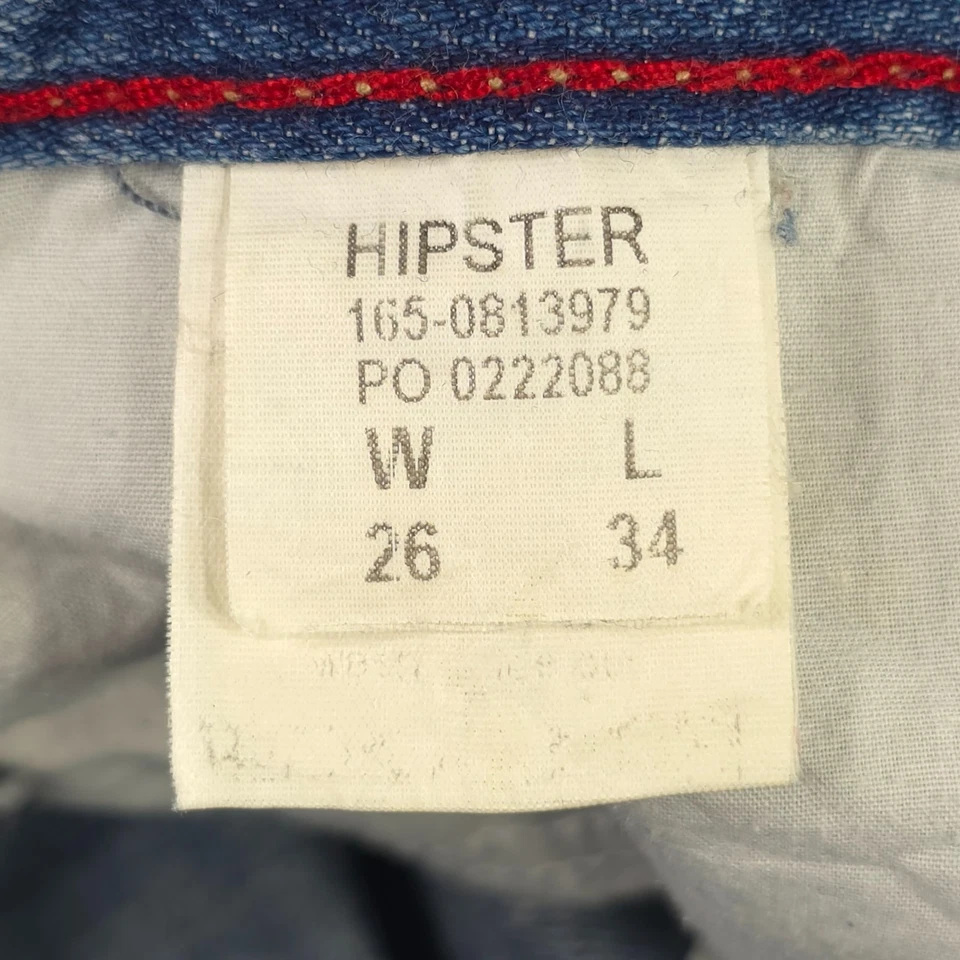 HIPSTER
165-0813979
PO 0222088
W L
26 34